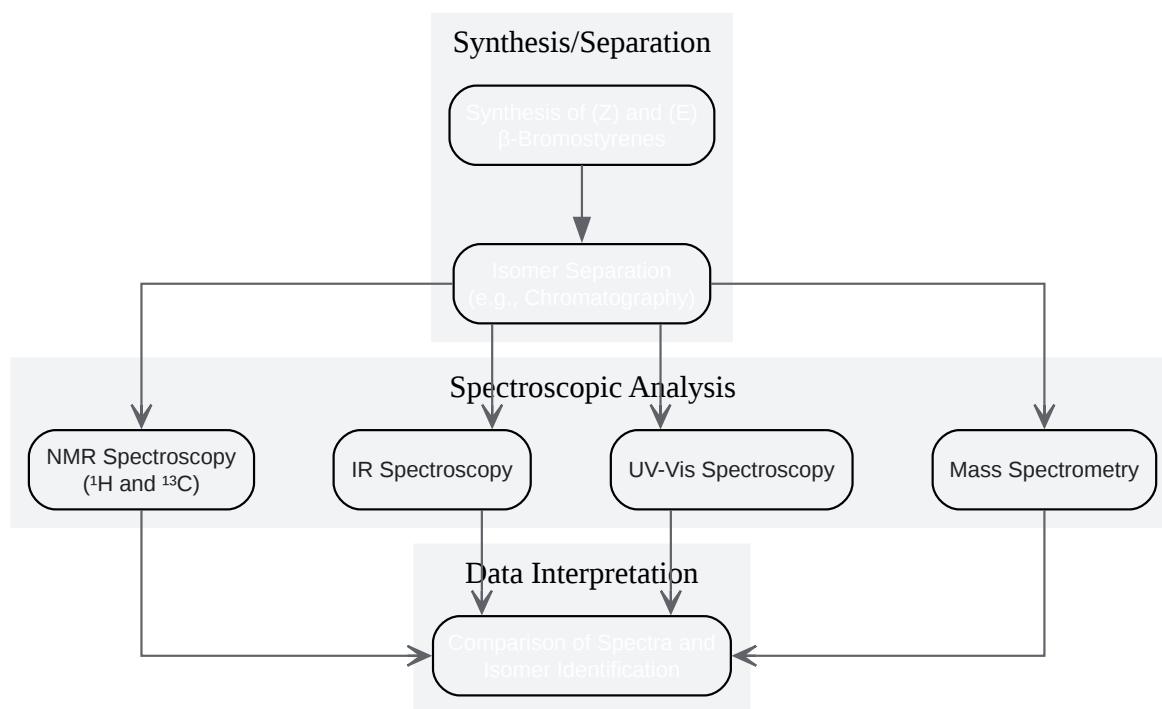 Synthesis/Separation
Synthesis of (Z) and (E)
β-Bromostyrenes
Isomer Separation
(e.g., Chromatography)
Spectroscopic Analysis
NMR Spectroscopy
(¹H and ¹³C)
IR Spectroscopy
UV-Vis Spectroscopy
Mass Spectrometry
Data Interpretation
Comparison of Spectra and
Isomer Identification